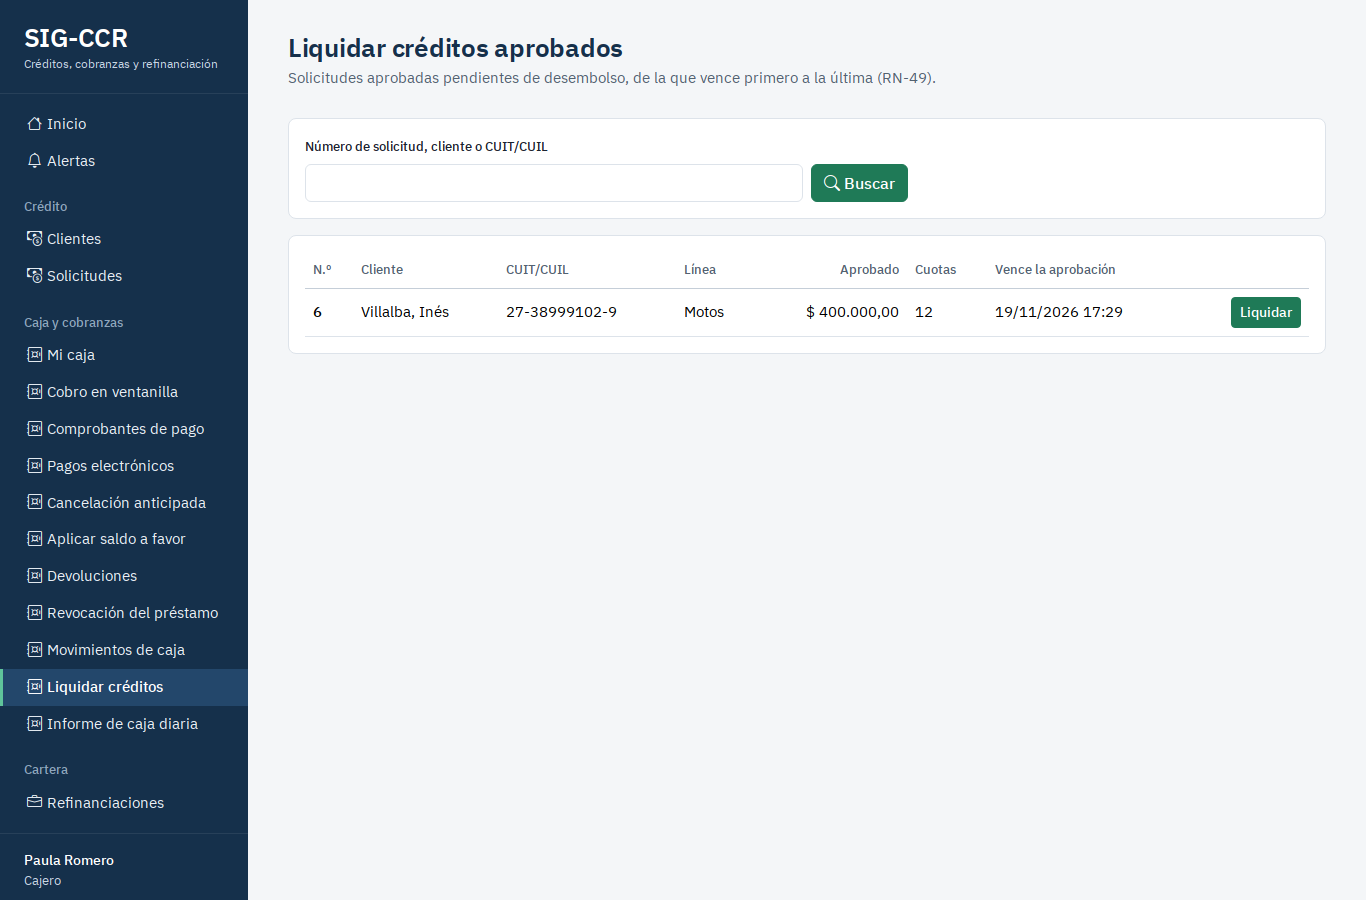 SIG-CCR
Créditos, cobranzas y refinanciación
Inicio
Alertas
Crédito
Clientes
Solicitudes
Caja y cobranzas
Mi caja
Cobro en ventanilla
Comprobantes de pago
Pagos electrónicos
Cancelación anticipada
Aplicar saldo a favor
Devoluciones
Revocación del préstamo
Movimientos de caja
Liquidar créditos
Informe de caja diaria
Cartera
Refinanciaciones
Paula Romero
Cajero
Liquidar créditos aprobados
Solicitudes aprobadas pendientes de desembolso, de la que vence primero a la última (RN-49).
Número de solicitud, cliente o CUIT/CUIL
Buscar
N.º Cliente CUIT/CUIL Línea Aprobado Cuotas Vence la aprobación
6 Villalba, Inés 27-38999102-9 Motos $ 400.000,00 12 19/11/2026 17:29 Liquidar